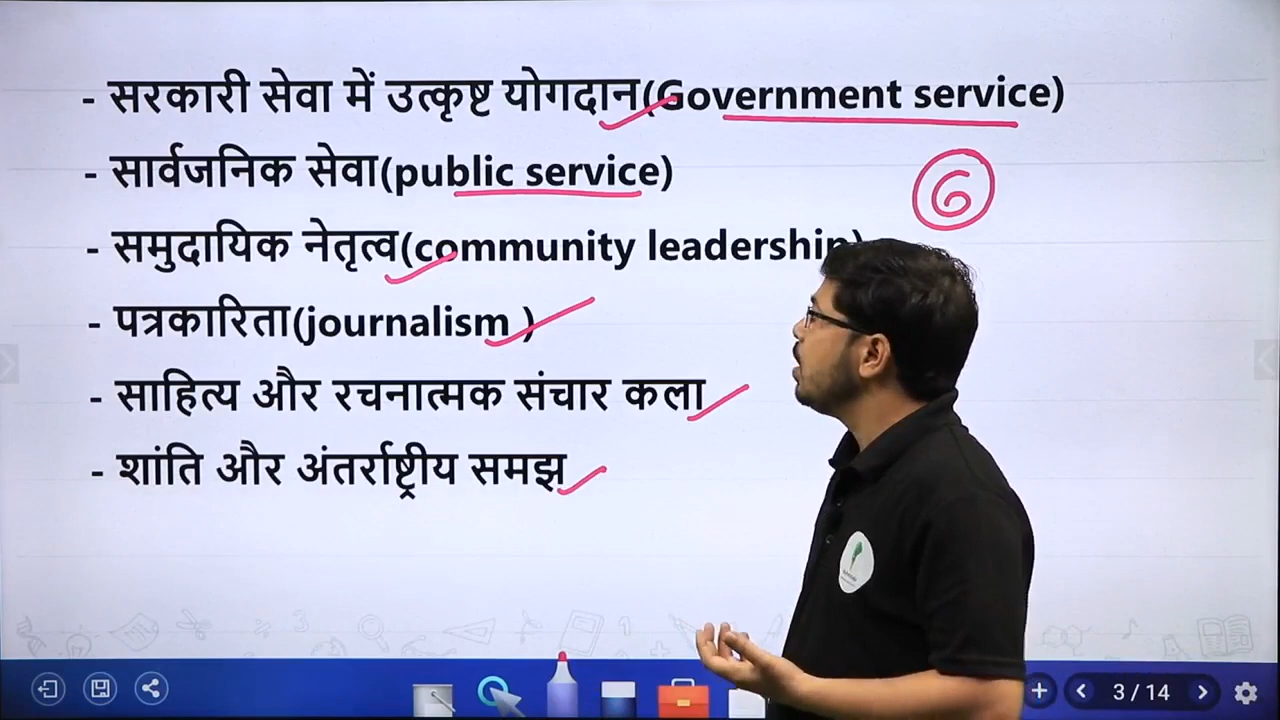 - सरकारी सेवा में उत्कृष्ट योगदान(Government service)
- सार्वजनिक सेवा(public service)
6
- समुदायिक नेतृत्व(community leadership)
- पत्रकारिता(journalism )
- साहित्य और रचनात्मक संचार कला
- शांति और अंतर्राष्ट्रीय समझ
3 / 14